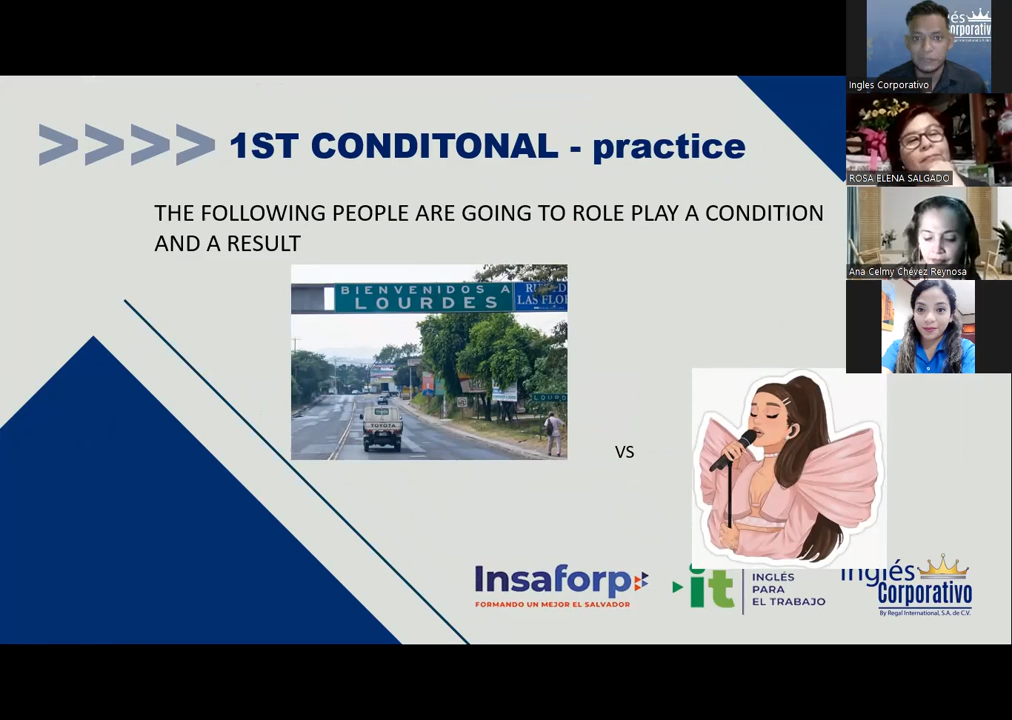 >>>> 1ST CONDITONAL - practice
THE FOLLOWING PEOPLE ARE GOING TO ROLE PLAY A CONDITION
AND A RESULT
BIENVENIDOS A
LOURDES
LAS FLOR
TOYOTA
VS
Insaforp
FORMANDO UN MEJOR EL SALVADOR
it
INGLÉS
PARA
EL TRABAJO
Inglés
Corporativo
By Regal International, S.A. de C.V.
Ingles Corporativo
ROSA ELENA SALGADO
Ana Celmy Chévez Reynosa